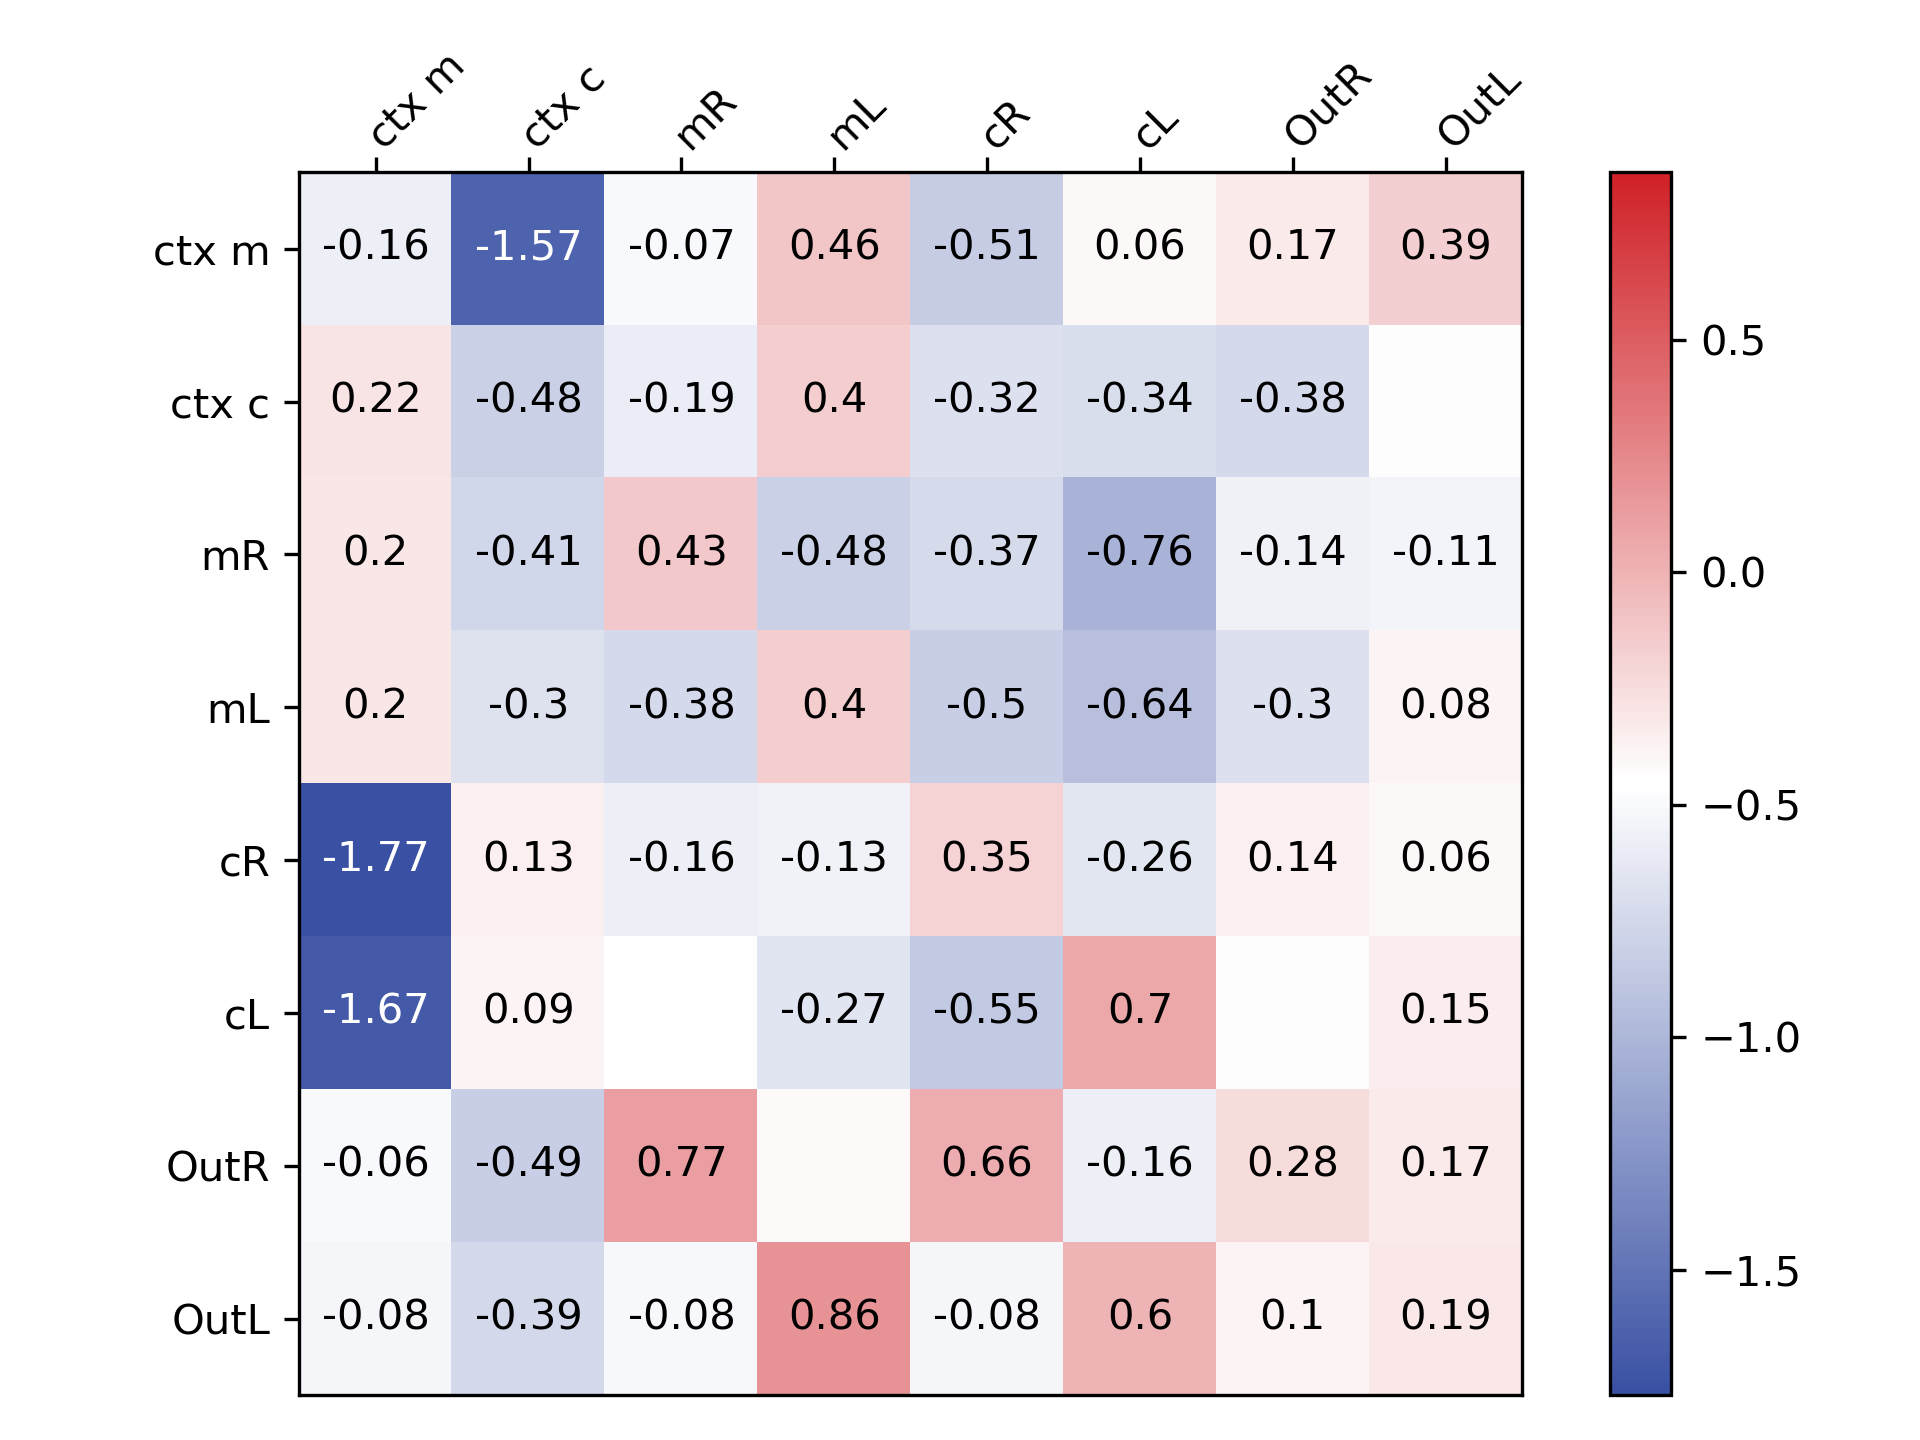 ctx m ctx c mR mL cR cL OutR OutL
ctx m -0.16 -1.57 -0.07 0.46 -0.51 0.06 0.17 0.39
ctx c 0.22 -0.48 -0.19 0.4 -0.32 -0.34 -0.38
mR 0.2 -0.41 0.43 -0.48 -0.37 -0.76 -0.14 -0.11
mL 0.2 -0.3 -0.38 0.4 -0.5 -0.64 -0.3 0.08
cR -1.77 0.13 -0.16 -0.13 0.35 -0.26 0.14 0.06
cL -1.67 0.09 -0.27 -0.55 0.7 0.15
OutR -0.06 -0.49 0.77 0.66 -0.16 0.28 0.17
OutL -0.08 -0.39 -0.08 0.86 -0.08 0.6 0.1 0.19
0.5
0.0
−0.5
−1.0
−1.5